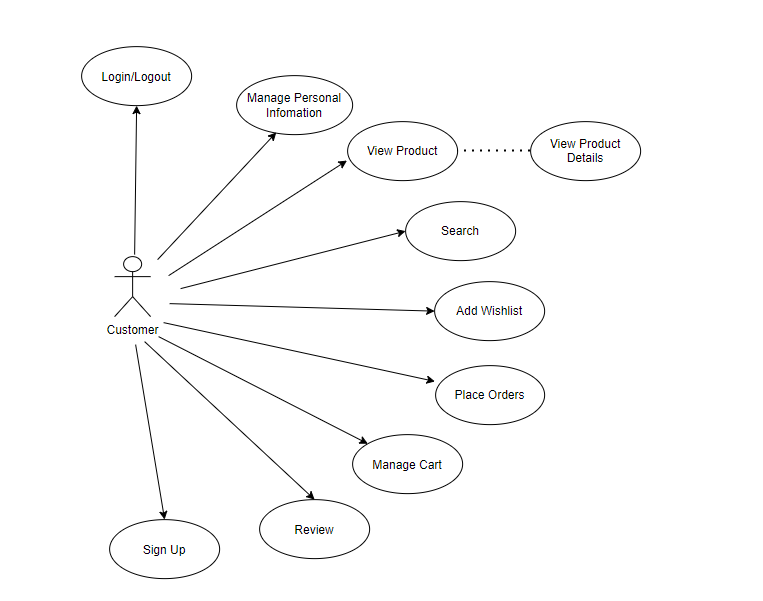 Login/Logout
Manage Personal
Infomation
View Product
View Product
Details
Search
Add Wishlist
Customer
Place Orders
Manage Cart
Review
Sign Up